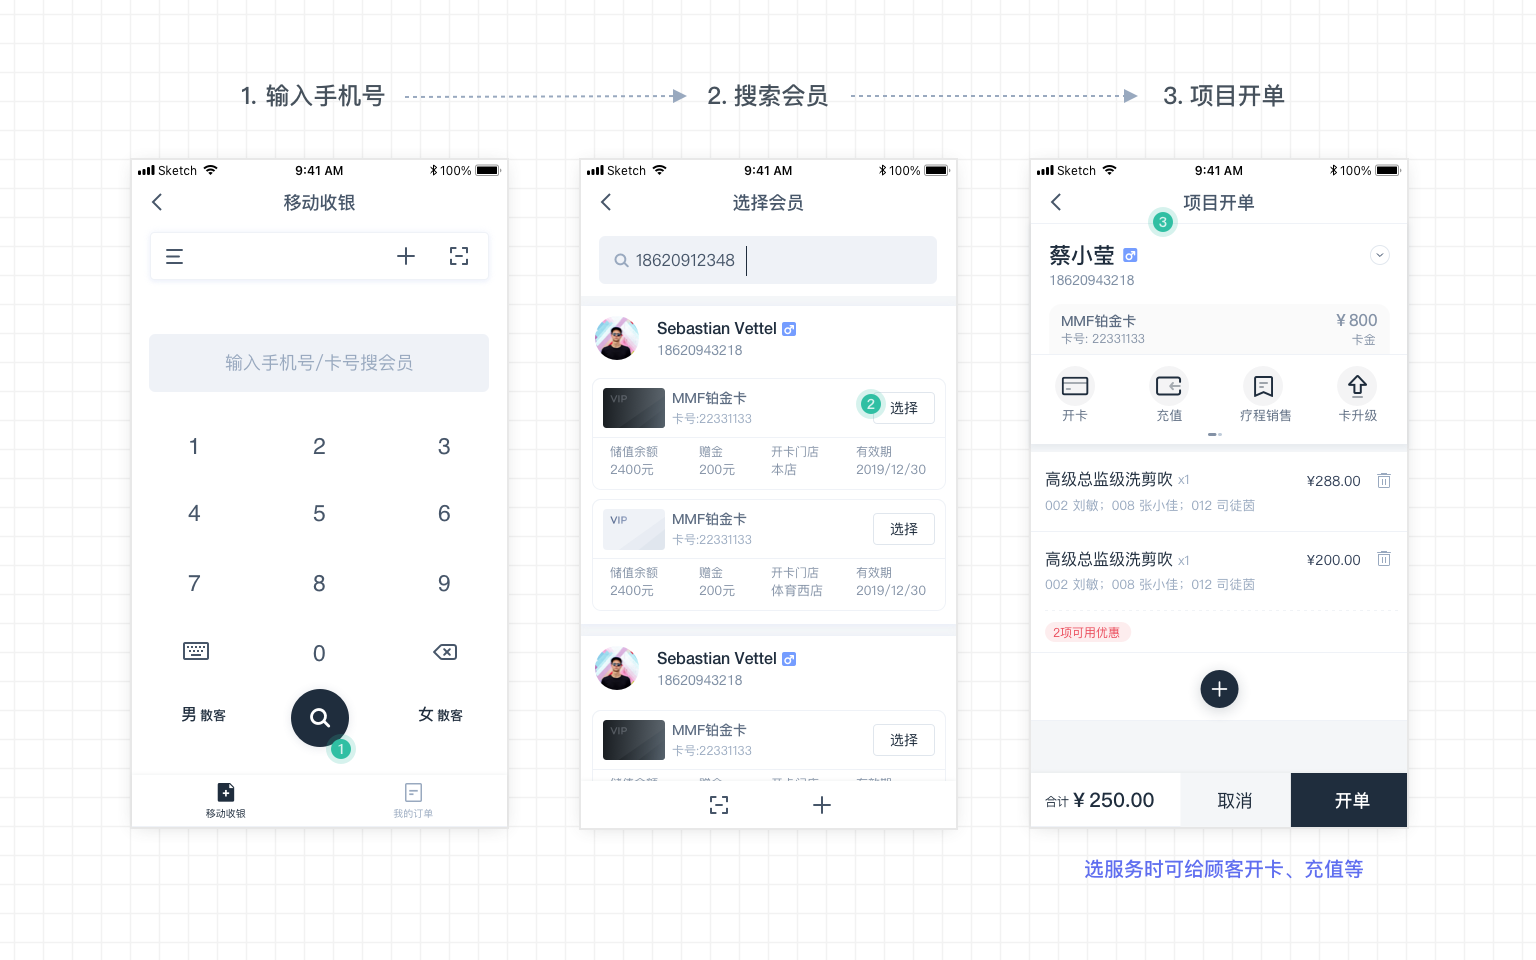 1. 输入手机号
2. 搜索会员
3. 项目开单
Sketch
9:41 AM
100%
移动收银
输入手机号/卡号搜会员
1
2
3
4
5
6
7
8
9
0
男 散客
女 散客
1
移动收银
我的订单
Sketch
9:41 AM
100%
选择会员
18620912348
Sebastian Vettel
18620943218
VIP
MMF铂金卡
卡号:22331133
2
选择
储值余额 赠金 开卡门店 有效期
2400元 200元 本店 2019/12/30
VIP
MMF铂金卡
卡号:22331133
选择
储值余额 赠金 开卡门店 有效期
2400元 200元 体育西店 2019/12/30
Sebastian Vettel
18620943218
VIP
MMF铂金卡
卡号:22331133
选择
储值余额 赠金 开卡门店 有效期
Sketch
9:41 AM
100%
项目开单
3
蔡小莹
18620943218
MMF铂金卡 ¥ 800
卡号: 22331133 卡金
开卡 充值 疗程销售 卡升级
高级总监级洗剪吹 x1 ¥288.00
002 刘敏；008 张小佳；012 司徒茵
高级总监级洗剪吹 x1 ¥200.00
002 刘敏；008 张小佳；012 司徒茵
2项可用优惠
合计 ¥ 250.00 取消 开单
选服务时可给顾客开卡、充值等